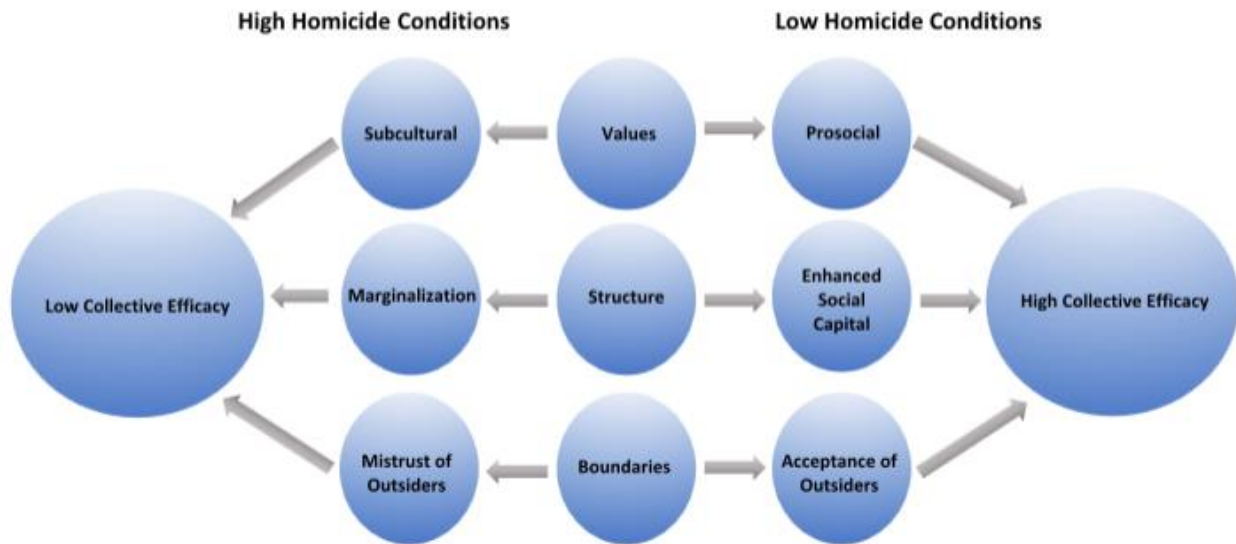 High Homicide Conditions
Low Homicide Conditions
Subcultural
Values
Prosocial
Low Collective Efficacy
Marginalization
Structure
Enhanced
Social
Capital
High Collective Efficacy
Mistrust of
Outsiders
Boundaries
Acceptance of
Outsiders